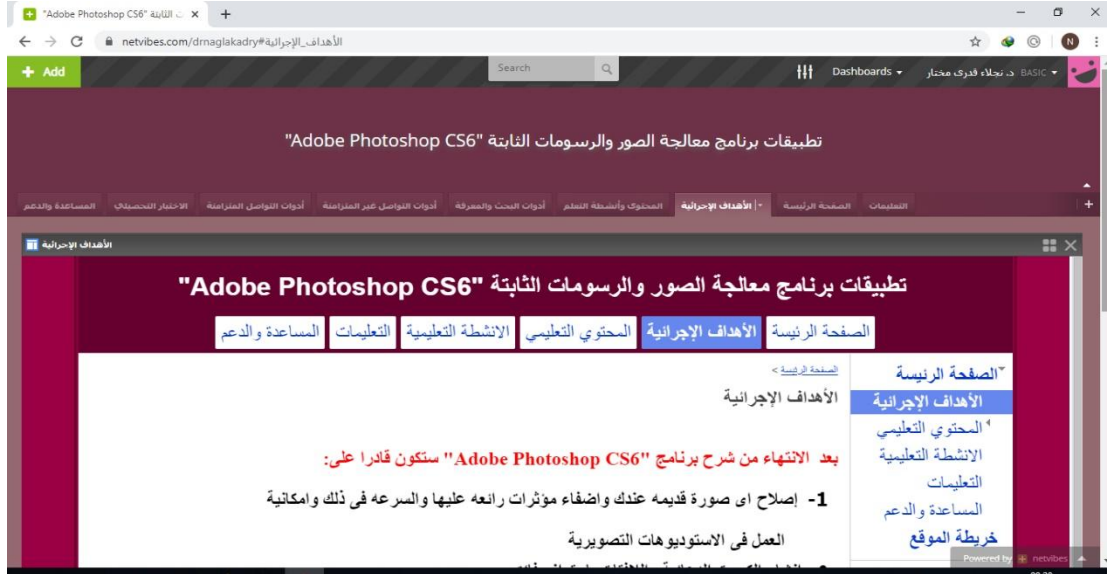 "Adobe Photoshop CS6"
netvibes.com/drnaglakadry#الأهداف_الإجرائية
N
Add
Search
Dashboards
د. نجلاء قدرى مختار
BASIC
تطبيقات برنامج معالجة الصور والرسومات الثابتة "Adobe Photoshop CS6"
التعليمات
الصفحة الرئيسة
الأهداف الإجرائية
المحتوى وأنشطة التعلم
أدوات البحث والمعرفة
أدوات التواصل غير المتزامنة
أدوات التواصل المتزامنة
الاختبار التحصيلي
المساعدة والدعم
الأهداف الإجرائية
تطبيقات برنامج معالجة الصور والرسومات الثابتة "Adobe Photoshop CS6"
الصفحة الرئيسة
الأهداف الإجرائية
المحتوي التعليمي
الانشطة التعليمية
التعليمات
المساعدة والدعم
الصفحة الرئيسة
الأهداف الإجرائية
المحتوي التعليمي
الانشطة التعليمية
التعليمات
المساعدة والدعم
خريطة الموقع
الصفحة الرئيسة >
الأهداف الإجرائية
بعد الانتهاء من شرح برنامج "Adobe Photoshop CS6" ستكون قادرا على:
1- إصلاح اى صورة قديمه عندك واضفاء مؤثرات رائعه عليها والسرعه فى ذلك وامكانية
العمل فى الاستوديوهات التصويرية
Powered by netvibes